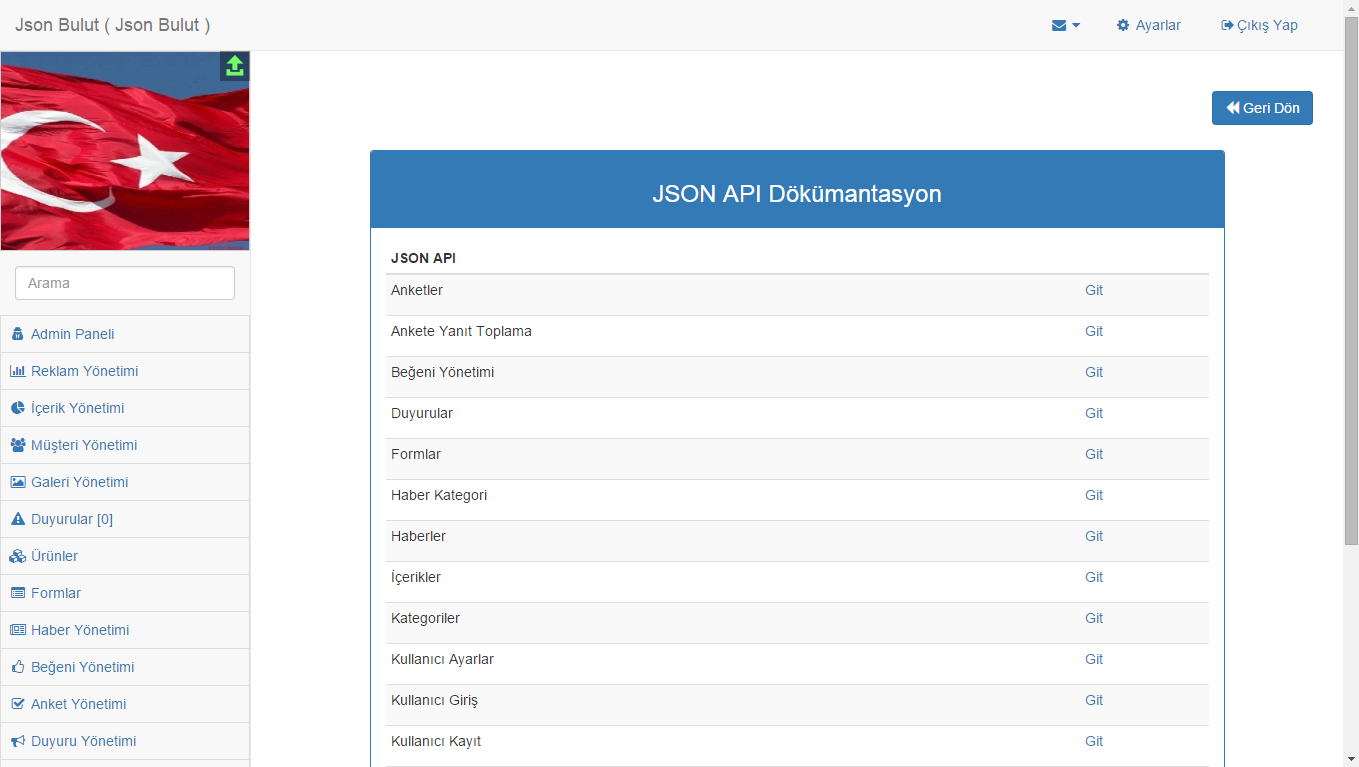 Json Bulut ( Json Bulut )
Ayarlar
Çıkış Yap
Arama
Admin Paneli
Reklam Yönetimi
İçerik Yönetimi
Müşteri Yönetimi
Galeri Yönetimi
Duyurular [0]
Ürünler
Formlar
Haber Yönetimi
Beğeni Yönetimi
Anket Yönetimi
Duyuru Yönetimi
Geri Dön
JSON API Dökümantasyon
JSON API
Anketler Git
Ankete Yanıt Toplama Git
Beğeni Yönetimi Git
Duyurular Git
Formlar Git
Haber Kategori Git
Haberler Git
İçerikler Git
Kategoriler Git
Kullanıcı Ayarlar Git
Kullanıcı Giriş Git
Kullanıcı Kayıt Git